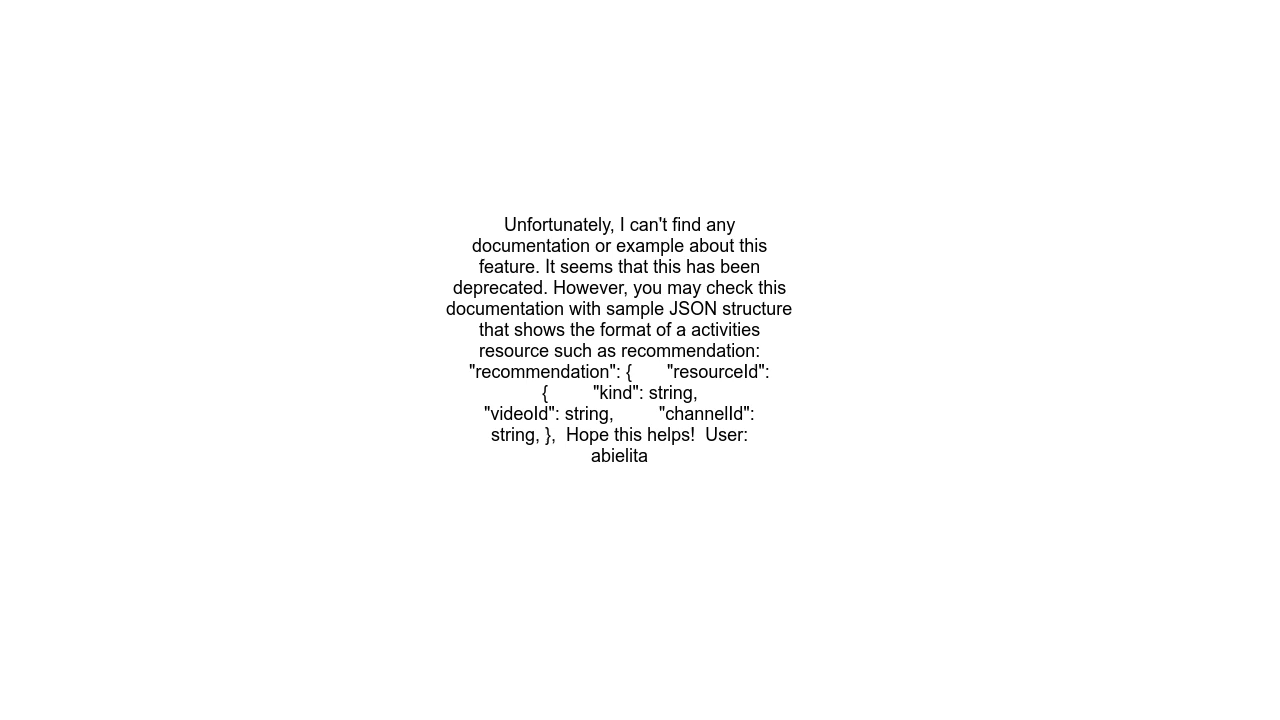 Unfortunately, I can't find any
documentation or example about this
feature. It seems that this has been
deprecated. However, you may check this
documentation with sample JSON structure
that shows the format of a activities
resource such as recommendation:
"recommendation": {       "resourceId":
{         "kind": string,
"videoId": string,         "channelId":
string, },  Hope this helps!  User:
abielita